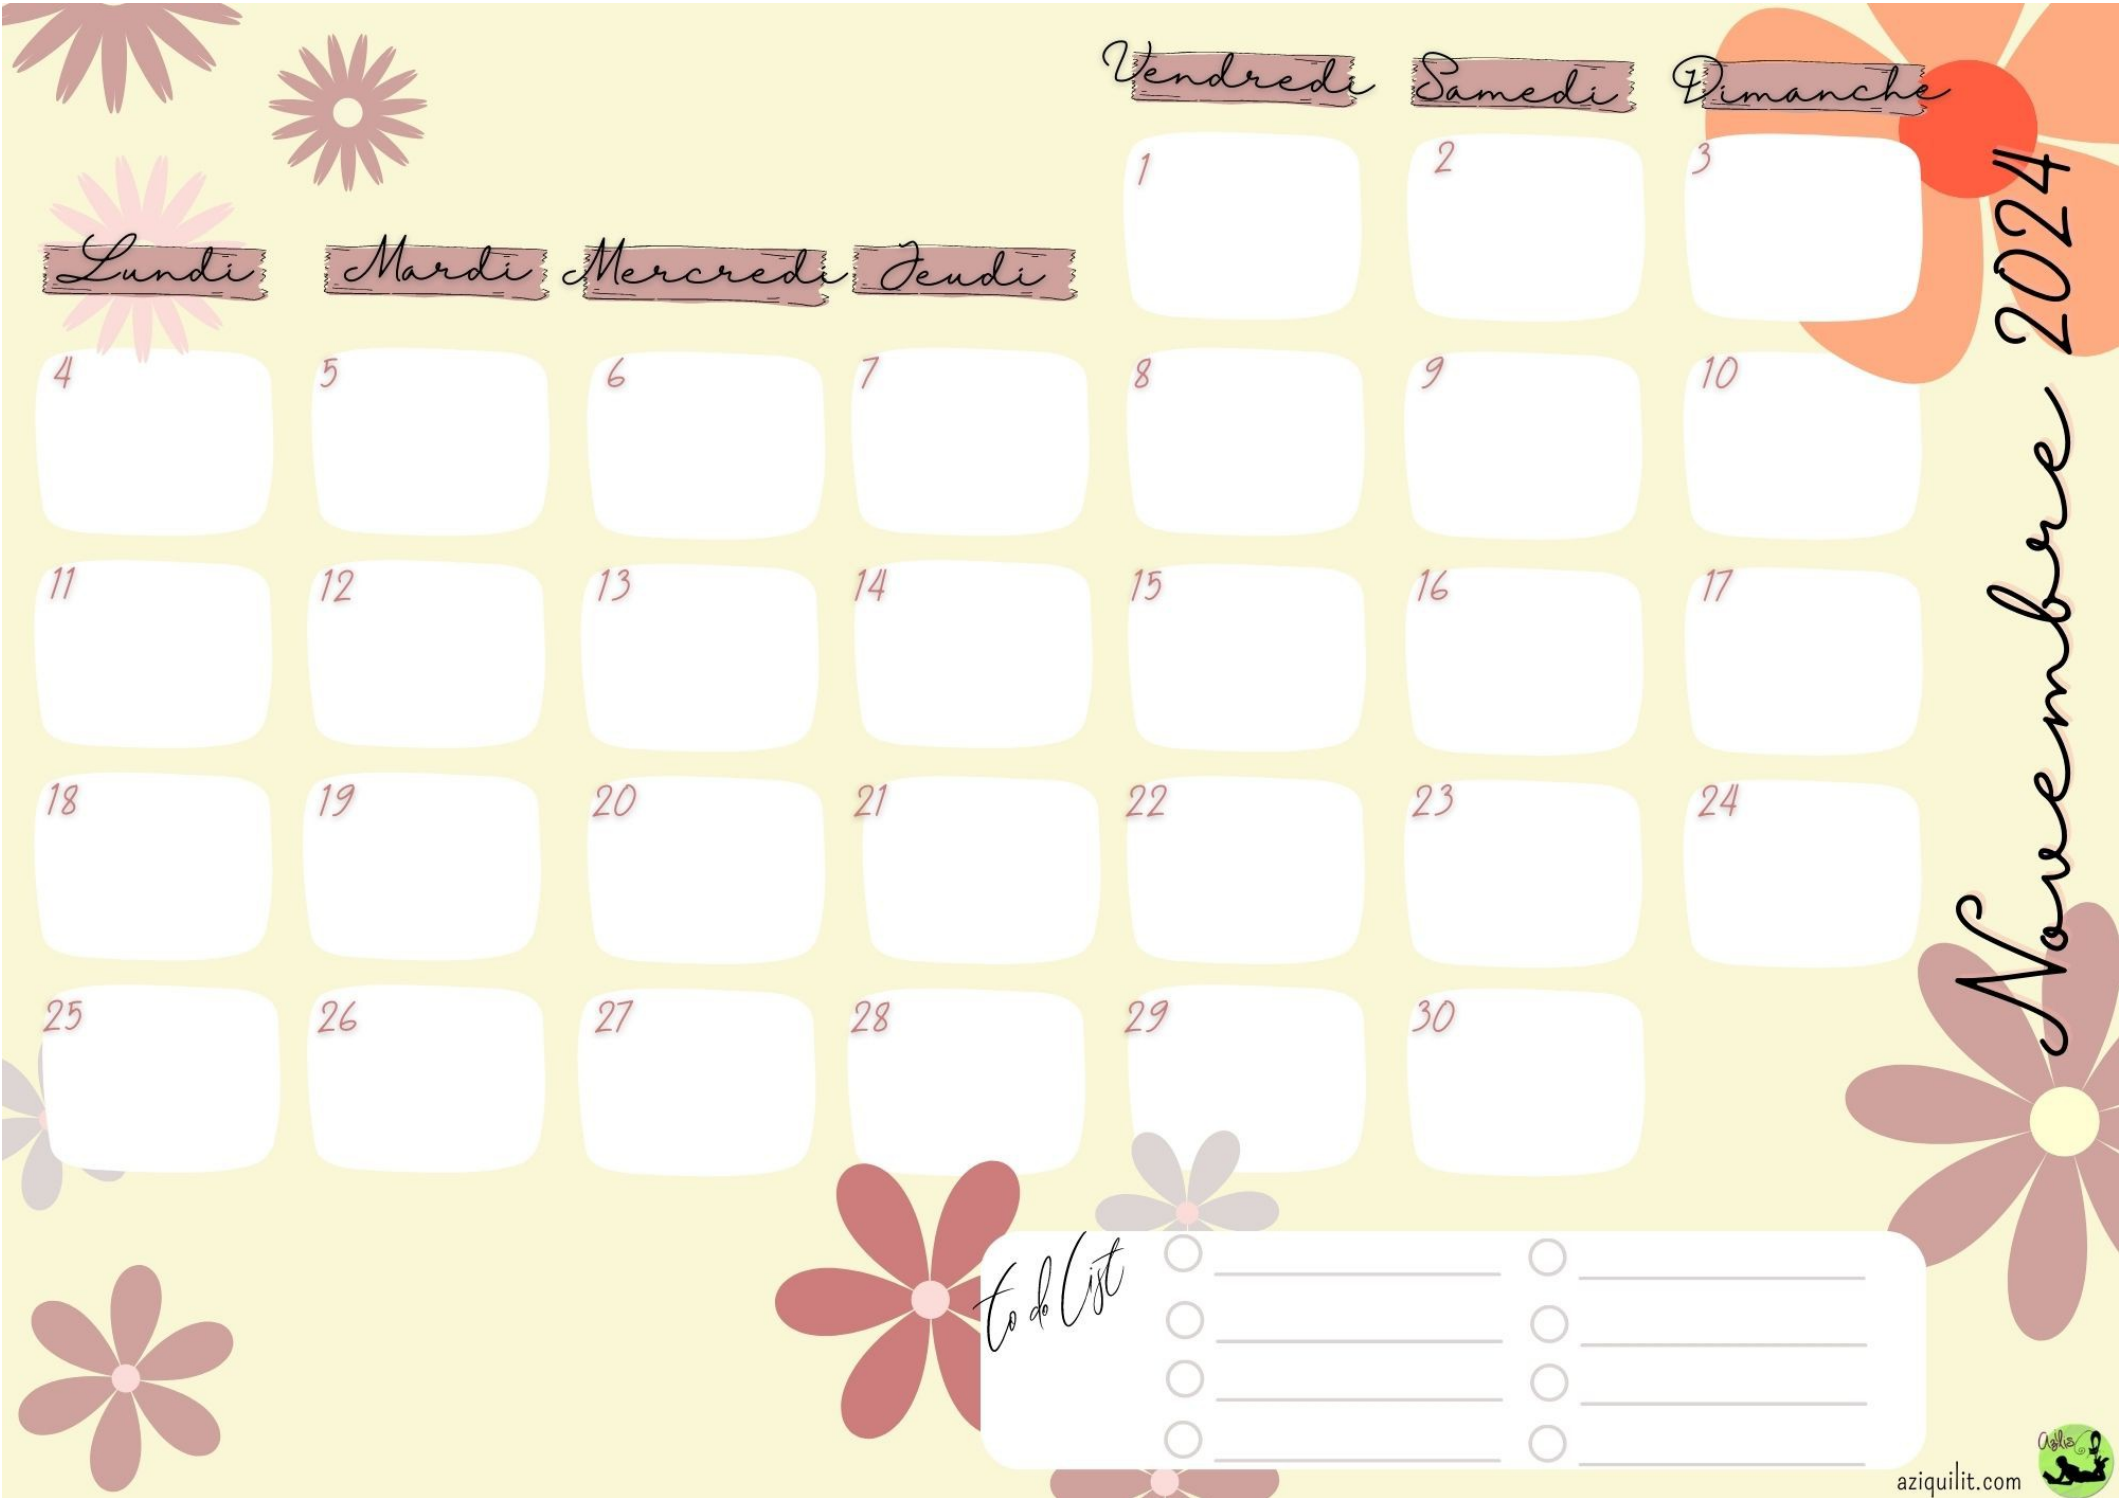 Vendredi Samedi Dimanche
1 2 3
Lundi Mardi Mercredi Jeudi
4 5 6 7 8 9 10
11 12 13 14 15 16 17
18 19 20 21 22 23 24
25 26 27 28 29 30
Novembre 2024
to do list
Azilis
aziquilit.com